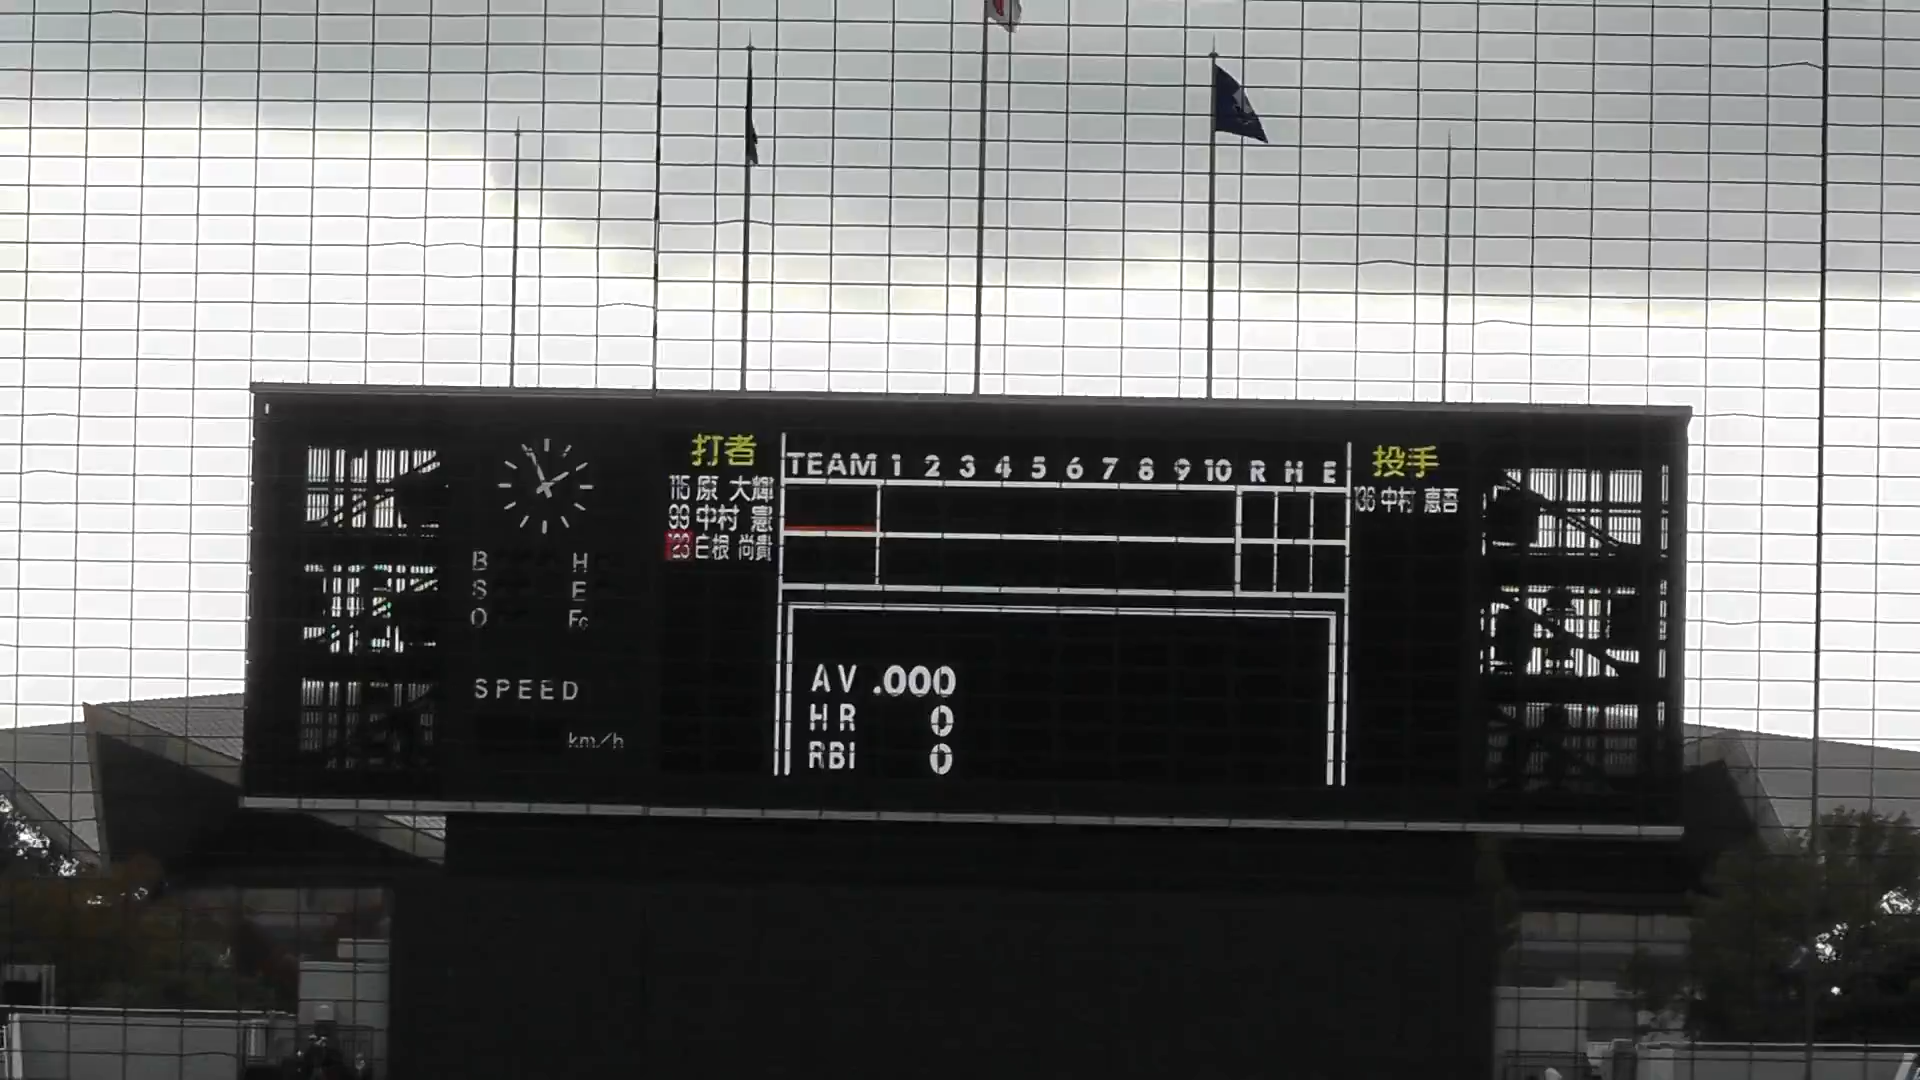 打者
115 原 大輝
99 中村 憲
123 白根 尚貴
B H
S E
O Fc
SPEED
km/h
TEAM 1 2 3 4 5 6 7 8 9 10 R H E
AV .000
HR 0
RBI 0
投手
136 中村 憲吾